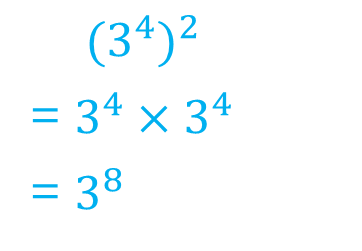 (3⁴)²
= 3⁴ × 3⁴
= 3⁸